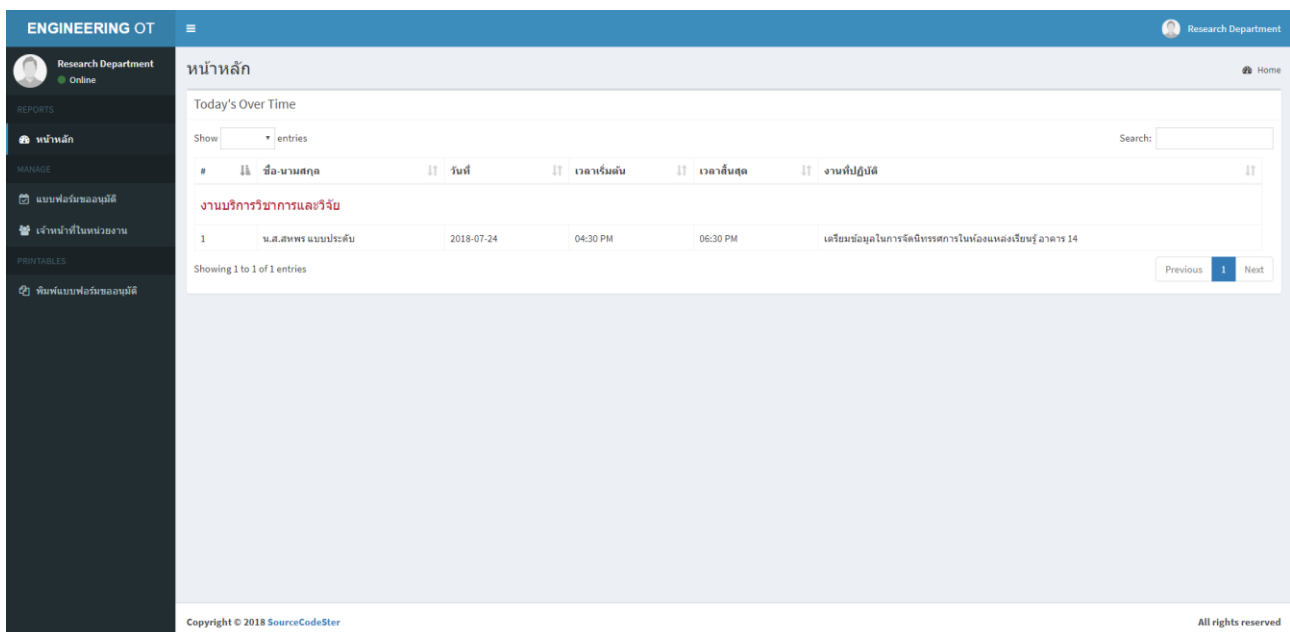 ENGINEERING OT
Research Department
Research Department
Online
หน้าหลัก
Home
REPORTS
Today's Over Time
หน้าหลัก
Show entries
Search:
MANAGE
# ชื่อ-นามสกุล วันที่ เวลาเริ่มต้น เวลาสิ้นสุด งานที่ปฏิบัติ
แบบฟอร์มขออนุมัติ
งานบริการวิชาการและวิจัย
เจ้าหน้าที่ในหน่วยงาน
1 น.ส.สหพร แบบประดับ 2018-07-24 04:30 PM 06:30 PM เตรียมข้อมูลในการจัดนิทรรศการในห้องแหล่งเรียนรู้ อาคาร 14
PRINTABLES
Showing 1 to 1 of 1 entries
Previous 1 Next
พิมพ์แบบฟอร์มขออนุมัติ
Copyright © 2018 SourceCodeSter
All rights reserved